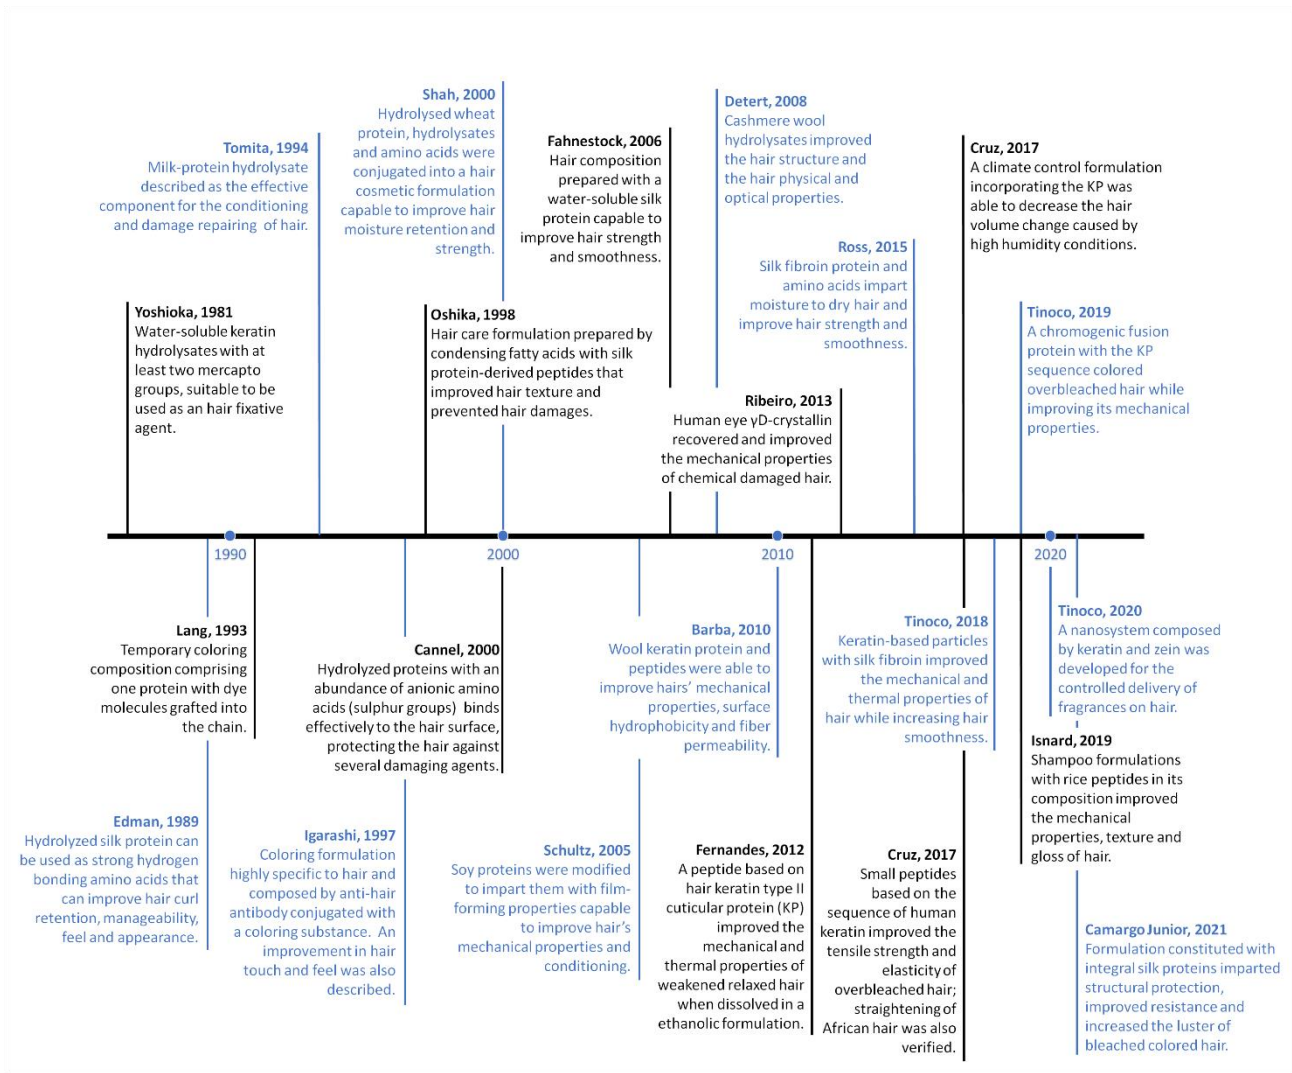 Shah, 2000
Hydrolysed wheat
protein, hydrolysates
and amino acids were
conjugated into a hair
cosmetic formulation
capable to improve hair
moisture retention and
strength.
Detert, 2008
Cashmere wool
hydrolysates improved
the hair structure and
the hair physical and
optical properties.
Tomita, 1994
Milk-protein hydrolysate
described as the effective
component for the conditioning
and damage repairing of hair.
Fahnestock, 2006
Hair composition
prepared with a
water-soluble silk
protein capable to
improve hair strength
and smoothness.
Cruz, 2017
A climate control formulation
incorporating the KP was
able to decrease the hair
volume change caused by
high humidity conditions.
Ross, 2015
Silk fibroin protein and
amino acids impart
moisture to dry hair and
improve hair strength and
smoothness.
Yoshioka, 1981
Water-soluble keratin
hydrolysates with at
least two mercapto
groups, suitable to be
used as an hair fixative
agent.
Oshika, 1998
Hair care formulation prepared by
condensing fatty acids with silk
protein-derived peptides that
improved hair texture and
prevented hair damages.
Tinoco, 2019
A chromogenic fusion
protein with the KP
sequence colored
overbleached hair while
improving its mechanical
properties.
Ribeiro, 2013
Human eye yD-crystallin
recovered and improved
the mechanical properties
of chemical damaged hair.
1990
2000
2010
2020
Lang, 1993
Temporary coloring
composition comprising
one protein with dye
molecules grafted into
the chain.
Cannel, 2000
Hydrolyzed proteins with an
abundance of anionic amino
acids (sulphur groups) binds
effectively to the hair surface,
protecting the hair against
several damaging agents.
Barba, 2010
Wool keratin protein and
peptides were able to
improve hairs' mechanical
properties, surface
hydrophobicity and fiber
permeability.
Tinoco, 2018
Keratin-based particles
with silk fibroin improved
the mechanical and
thermal properties of
hair while increasing hair
smoothness.
Tinoco, 2020
A nanosystem composed
by keratin and zein was
developed for the
controlled delivery of
fragrances on hair.
Isnard, 2019
Shampoo formulations
with rice peptides in its
composition improved
the mechanical
properties, texture and
gloss of hair.
Edman, 1989
Hydrolyzed silk protein can
be used as strong hydrogen
bonding amino acids that
can improve hair curl
retention, manageability,
feel and appearance.
Igarashi, 1997
Coloring formulation
highly specific to hair and
composed by anti-hair
antibody conjugated with
a coloring substance. An
improvement in hair
touch and feel was also
described.
Schultz, 2005
Soy proteins were modified
to impart them with film-
forming properties capable
to improve hair's
mechanical properties and
conditioning.
Fernandes, 2012
A peptide based on
hair keratin type II
cuticular protein (KP)
improved the
mechanical and
thermal properties of
weakened relaxed hair
when dissolved in a
ethanolic formulation.
Cruz, 2017
Small peptides
based on the
sequence of human
keratin improved the
tensile strength and
elasticity of
overbleached hair;
straightening of
African hair was also
verified.
Camargo Junior, 2021
Formulation constituted with
integral silk proteins imparted
structural protection,
improved resistance and
increased the luster of
bleached colored hair.